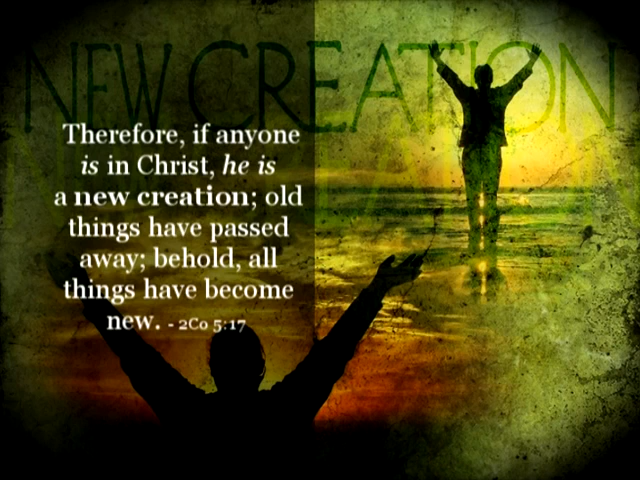 NEW CREATION
Therefore, if anyone
is in Christ, he is
a new creation; old
things have passed
away; behold, all
things have become
new. - 2Co 5:17